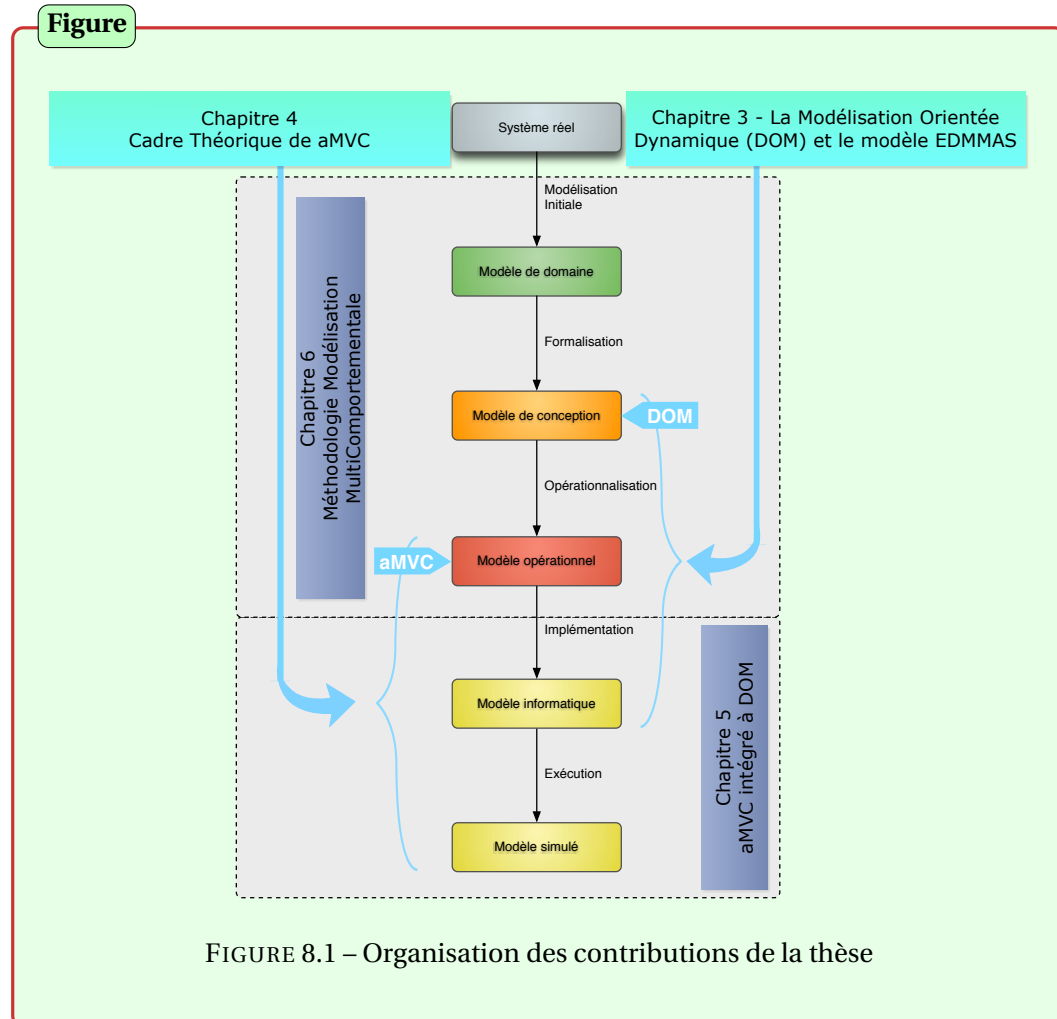 Figure
Chapitre 4
Cadre Théorique de aMVC
Système réel
Chapitre 3 - La Modélisation Orientée
Dynamique (DOM) et le modèle EDMMAS
Modélisation
Initiale
Modèle de domaine
Chapitre 6
Méthodologie Modélisation
MultiComportementale
Formalisation
Modèle de conception
DOM
Opérationnalisation
aMVC
Modèle opérationnel
Implémentation
Modèle informatique
Chapitre 5
aMVC intégré à DOM
Exécution
Modèle simulé
FIGURE 8.1 – Organisation des contributions de la thèse